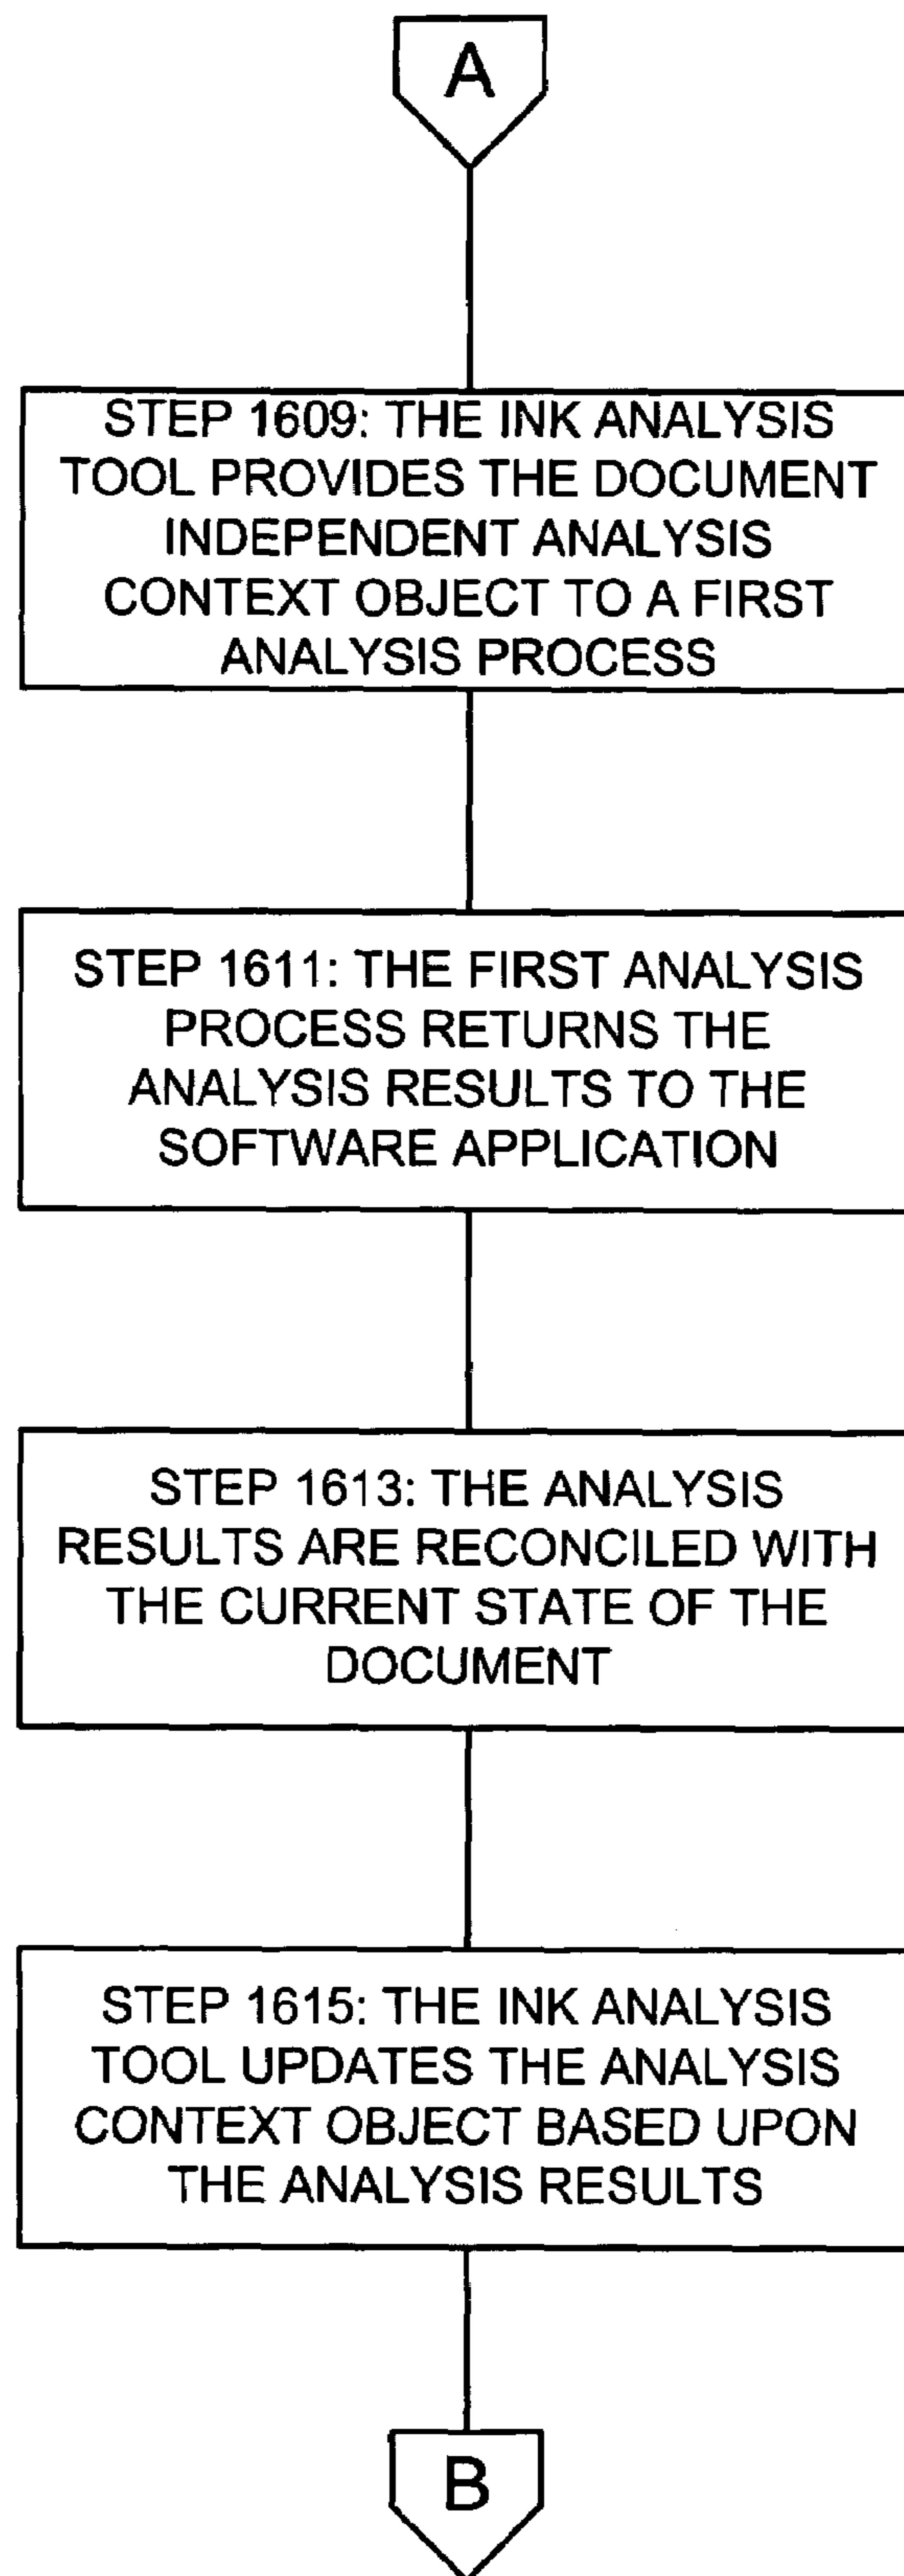 A
STEP 1609: THE INK ANALYSIS
TOOL PROVIDES THE DOCUMENT
INDEPENDENT ANALYSIS
CONTEXT OBJECT TO A FIRST
ANALYSIS PROCESS
STEP 1611: THE FIRST ANALYSIS
PROCESS RETURNS THE
ANALYSIS RESULTS TO THE
SOFTWARE APPLICATION
STEP 1613: THE ANALYSIS
RESULTS ARE RECONCILED WITH
THE CURRENT STATE OF THE
DOCUMENT
STEP 1615: THE INK ANALYSIS
TOOL UPDATES THE ANALYSIS
CONTEXT OBJECT BASED UPON
THE ANALYSIS RESULTS
B